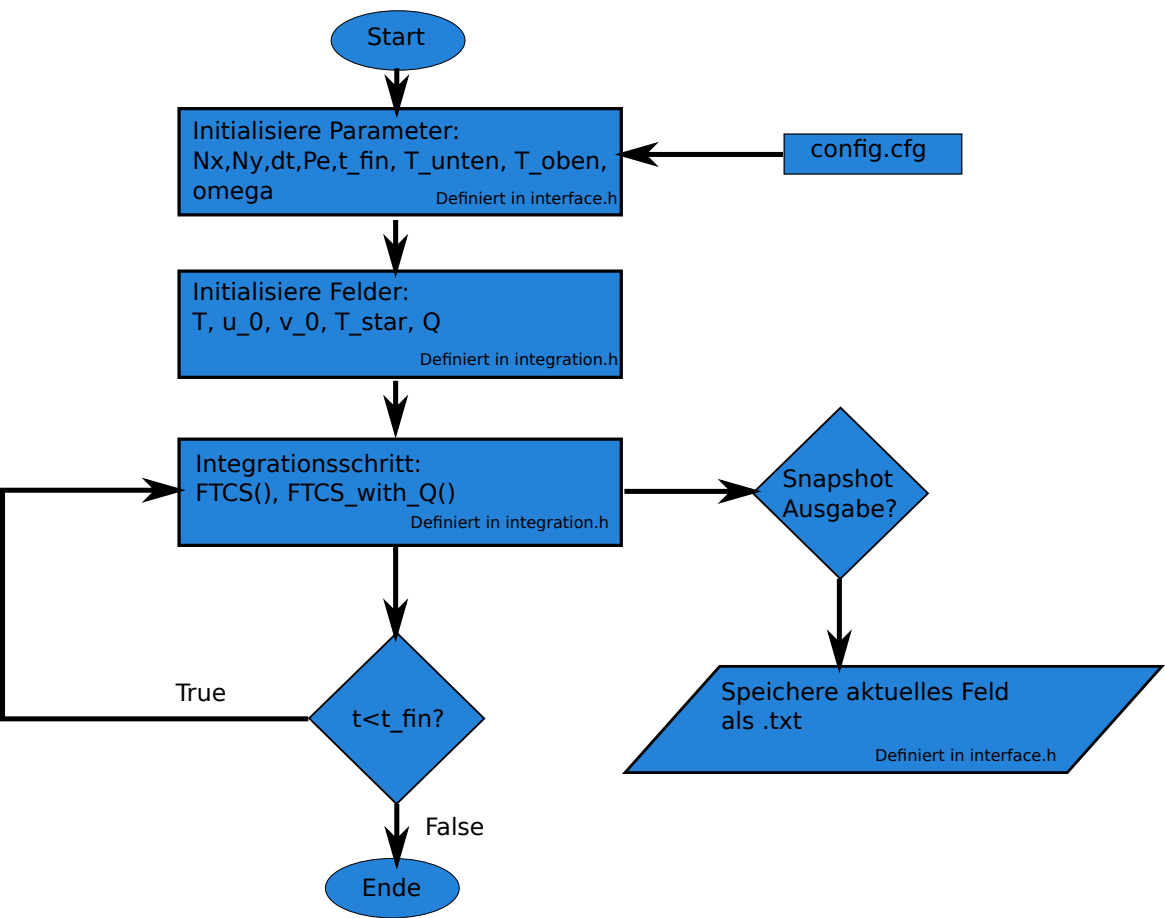 Start
Initialisiere Parameter:
Nx,Ny,dt,Pe,t_fin, T_unten, T_oben,
omega
Definiert in interface.h
config.cfg
Initialisiere Felder:
T, u_0, v_0, T_star, Q
Definiert in integration.h
Integrationsschritt:
FTCS(), FTCS_with_Q()
Definiert in integration.h
Snapshot
Ausgabe?
Speichere aktuelles Feld
als .txt
Definiert in interface.h
True
t<t_fin?
False
Ende